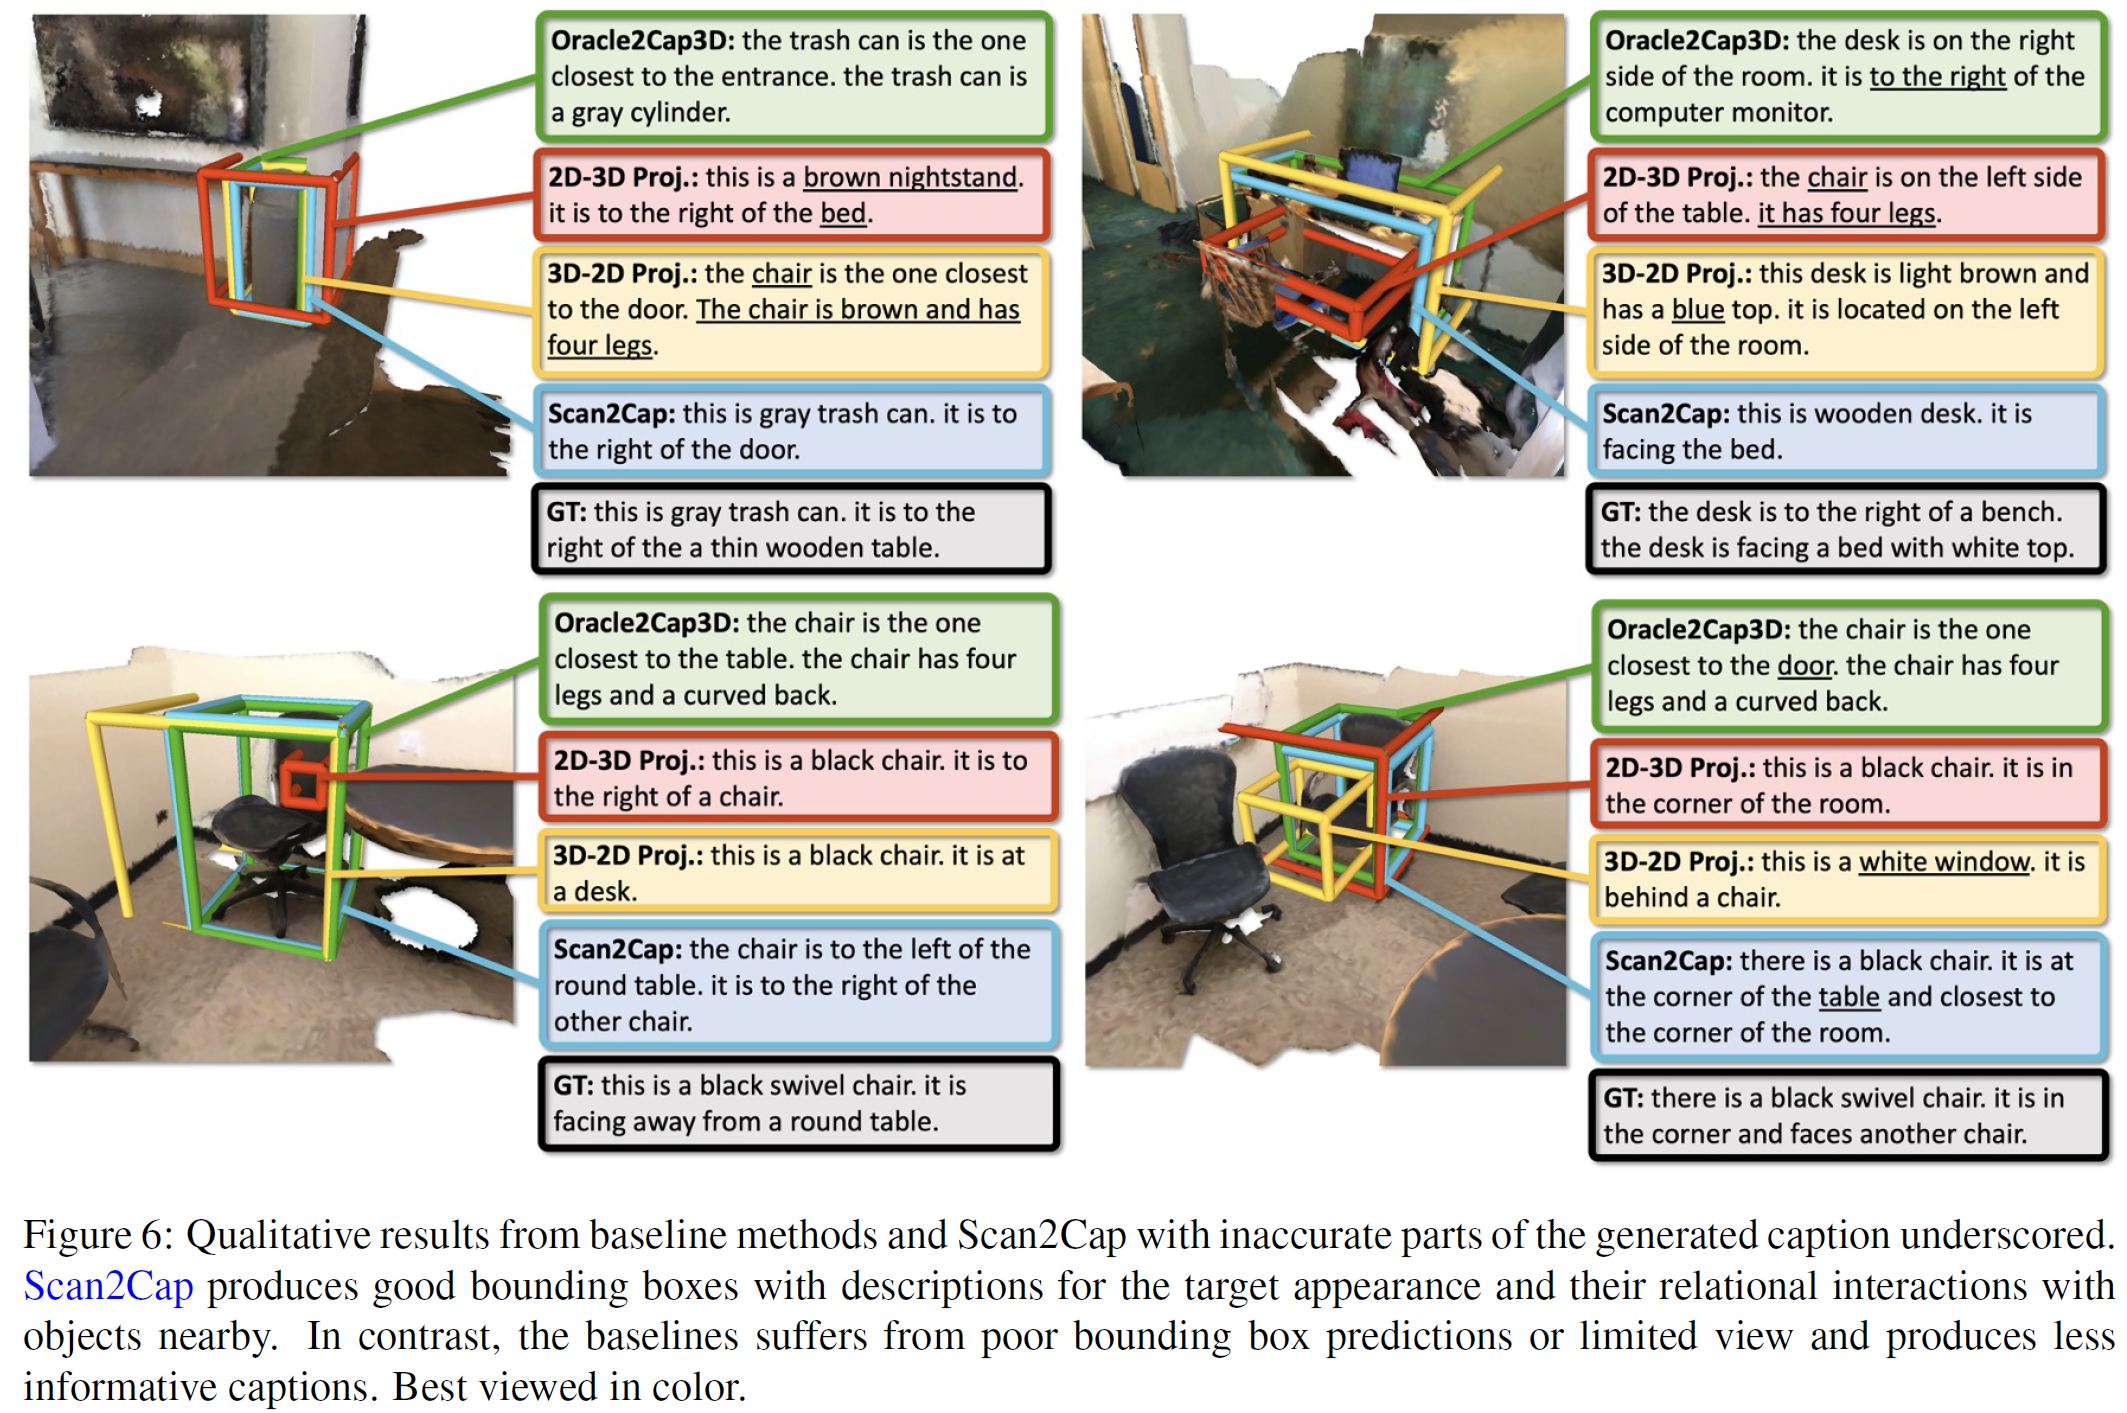 Oracle2Cap3D: the trash can is the one
closest to the entrance. the trash can is
a gray cylinder.
2D-3D Proj.: this is a brown nightstand.
it is to the right of the bed.
3D-2D Proj.: the chair is the one closest
to the door. The chair is brown and has
four legs.
Scan2Cap: this is gray trash can. it is to
the right of the door.
GT: this is gray trash can. it is to the
right of the a thin wooden table.
Oracle2Cap3D: the desk is on the right
side of the room. it is to the right of the
computer monitor.
2D-3D Proj.: the chair is on the left side
of the table. it has four legs.
3D-2D Proj.: this desk is light brown and
has a blue top. it is located on the left
side of the room.
Scan2Cap: this is wooden desk. it is
facing the bed.
GT: the desk is to the right of a bench.
the desk is facing a bed with white top.
Oracle2Cap3D: the chair is the one
closest to the table. the chair has four
legs and a curved back.
2D-3D Proj.: this is a black chair. it is to
the right of a chair.
3D-2D Proj.: this is a black chair. it is at
a desk.
Scan2Cap: the chair is to the left of the
round table. it is to the right of the
other chair.
GT: this is a black swivel chair. it is
facing away from a round table.
Oracle2Cap3D: the chair is the one
closest to the door. the chair has four
legs and a curved back.
2D-3D Proj.: this is a black chair. it is in
the corner of the room.
3D-2D Proj.: this is a white window. it is
behind a chair.
Scan2Cap: there is a black chair. it is at
the corner of the table and closest to
the corner of the room.
GT: there is a black swivel chair. it is in
the corner and faces another chair.
Figure 6: Qualitative results from baseline methods and Scan2Cap with inaccurate parts of the generated caption underscored.
Scan2Cap produces good bounding boxes with descriptions for the target appearance and their relational interactions with
objects nearby. In contrast, the baselines suffers from poor bounding box predictions or limited view and produces less
informative captions. Best viewed in color.